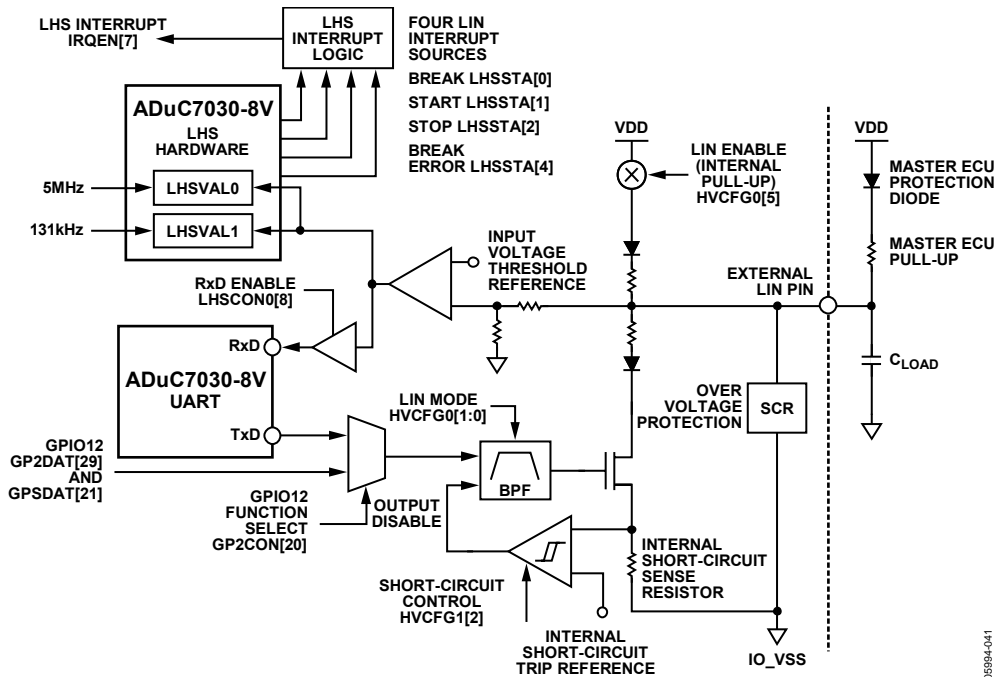 LHS INTERRUPT
IRQEN[7]
LHS
INTERRUPT
LOGIC
FOUR LIN
INTERRUPT
SOURCES
BREAK LHSSTA[0]
START LHSSTA[1]
STOP LHSSTA[2]
BREAK
ERROR LHSSTA[4]
ADuC7030-8V
LHS
HARDWARE
5MHz
LHSVAL0
131kHz
LHSVAL1
VDD
LIN ENABLE
(INTERNAL
PULL-UP)
HVCFG0[5]
VDD
MASTER ECU
PROTECTION
DIODE
MASTER ECU
PULL-UP
INPUT
VOLTAGE
THRESHOLD
REFERENCE
EXTERNAL
LIN PIN
RxD ENABLE
LHSCON0[8]
RxD
ADuC7030-8V
UART
TxD
CLOAD
OVER
VOLTAGE
PROTECTION
SCR
LIN MODE
HVCFG0[1:0]
BPF
GPIO12
GP2DAT[29]
AND
GPSDAT[21]
GPIO12
FUNCTION
SELECT
GP2CON[20]
OUTPUT
DISABLE
SHORT-CIRCUIT
CONTROL
HVCFG1[2]
INTERNAL
SHORT-CIRCUIT
SENSE
RESISTOR
INTERNAL
SHORT-CIRCUIT
TRIP REFERENCE
IO_VSS
05994-041